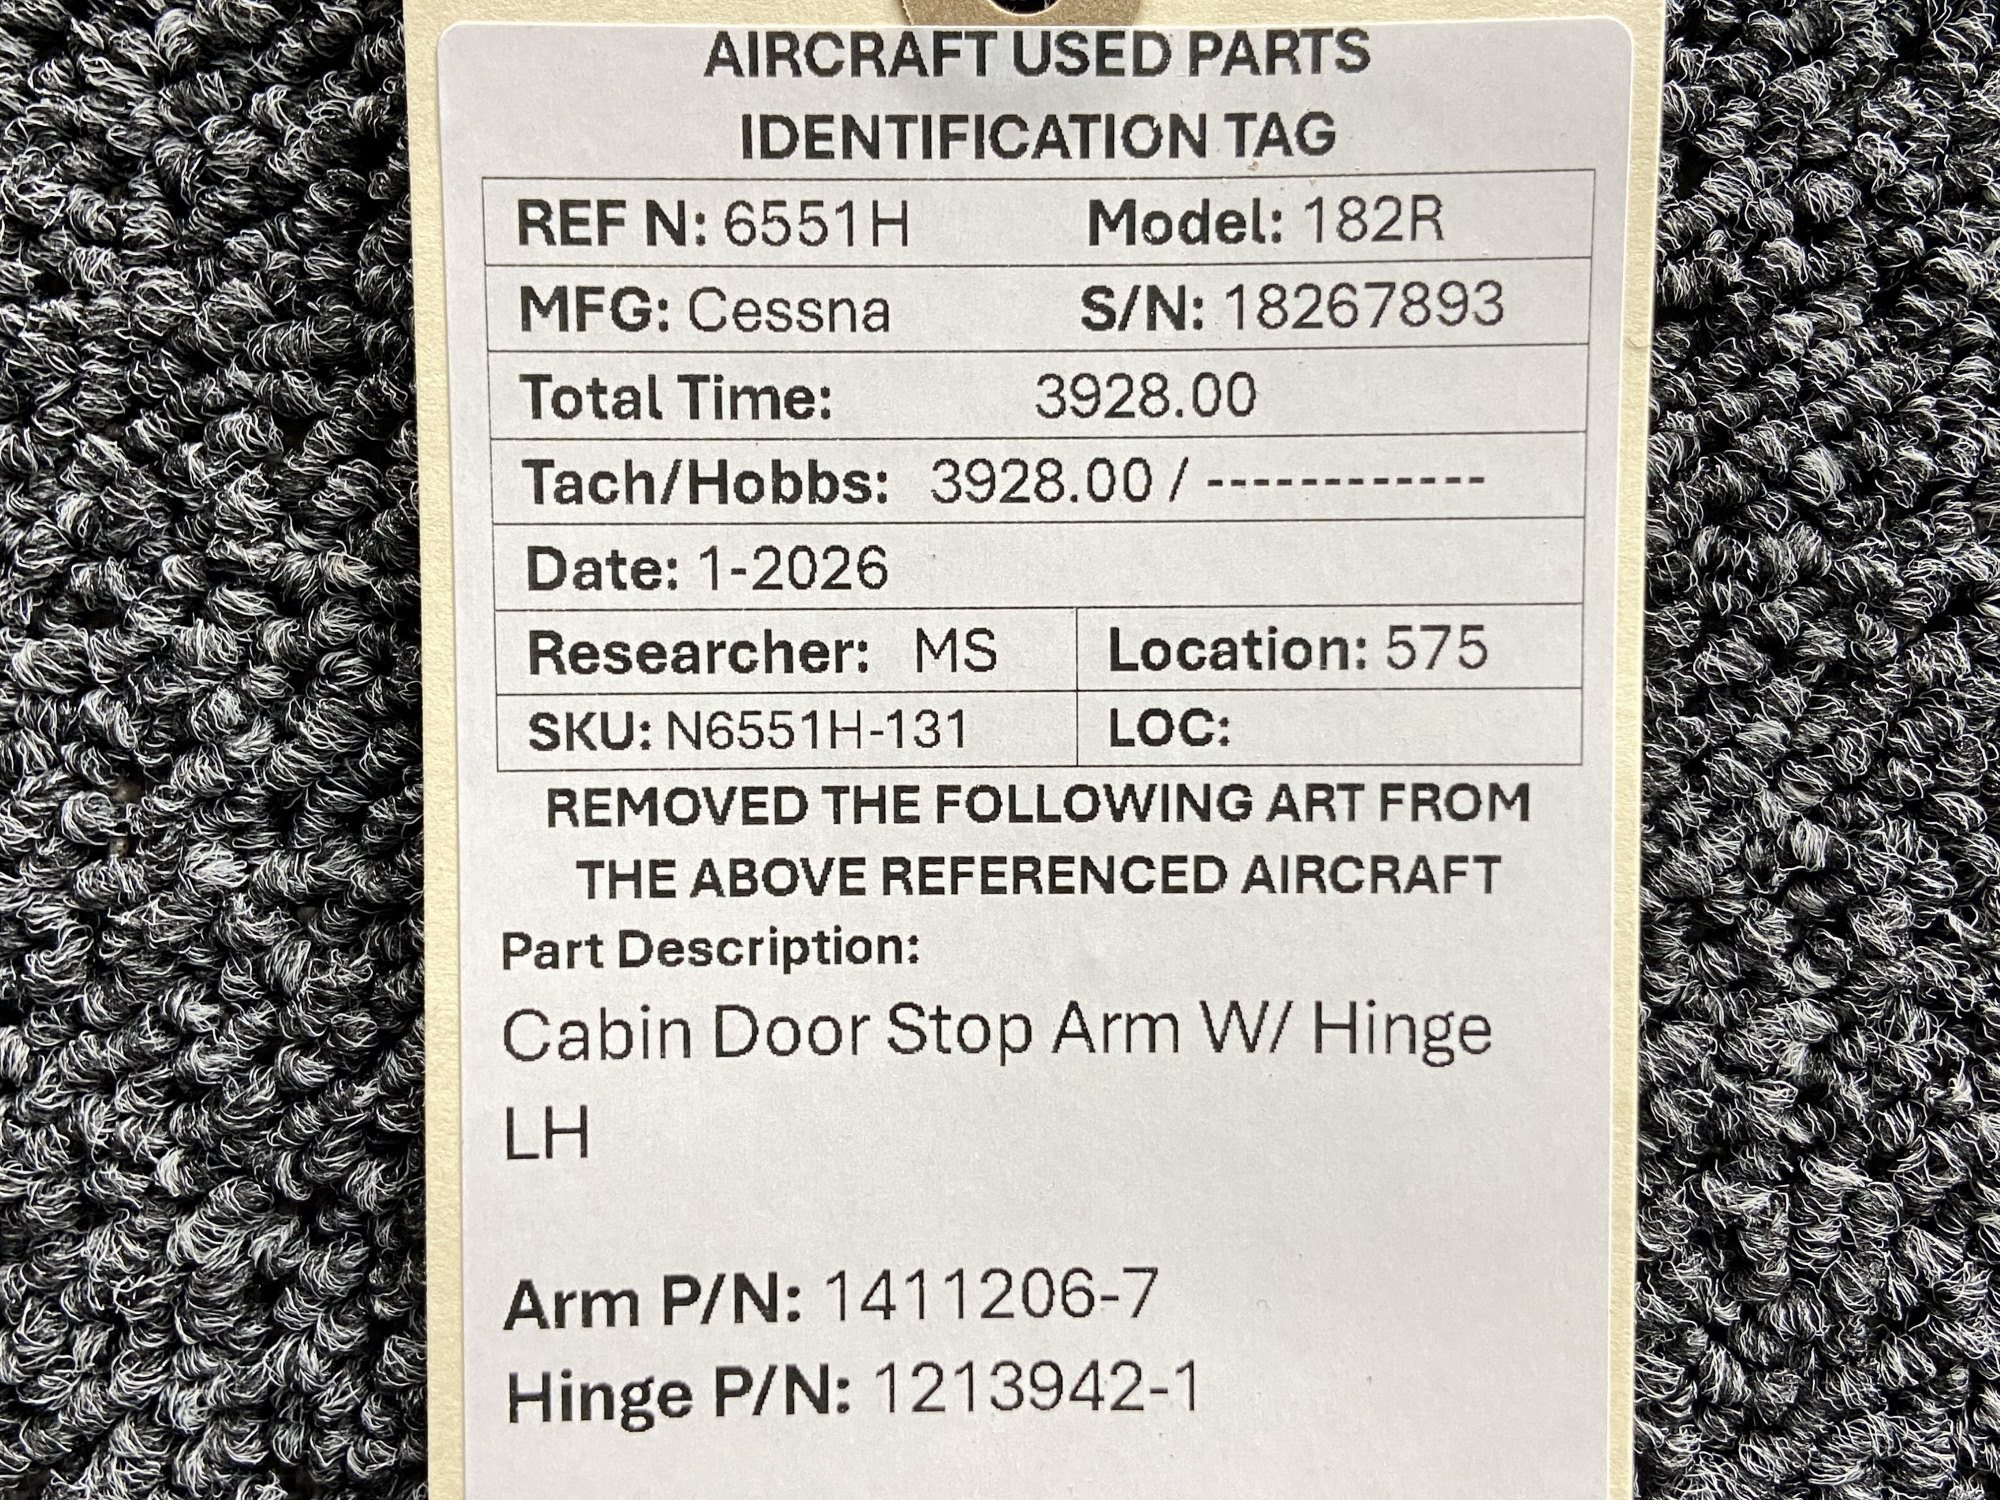 AIRCRAFT USED PARTS
IDENTIFICATION TAG
REF N: 6551H Model: 182R
MFG: Cessna S/N: 18267893
Total Time: 3928.00
Tach/Hobbs: 3928.00 / ------------
Date: 1-2026
Researcher: MS Location: 575
SKU: N6551H-131 LOC:
REMOVED THE FOLLOWING ART FROM
THE ABOVE REFERENCED AIRCRAFT
Part Description:
Cabin Door Stop Arm W/ Hinge
LH
Arm P/N: 1411206-7
Hinge P/N: 1213942-1